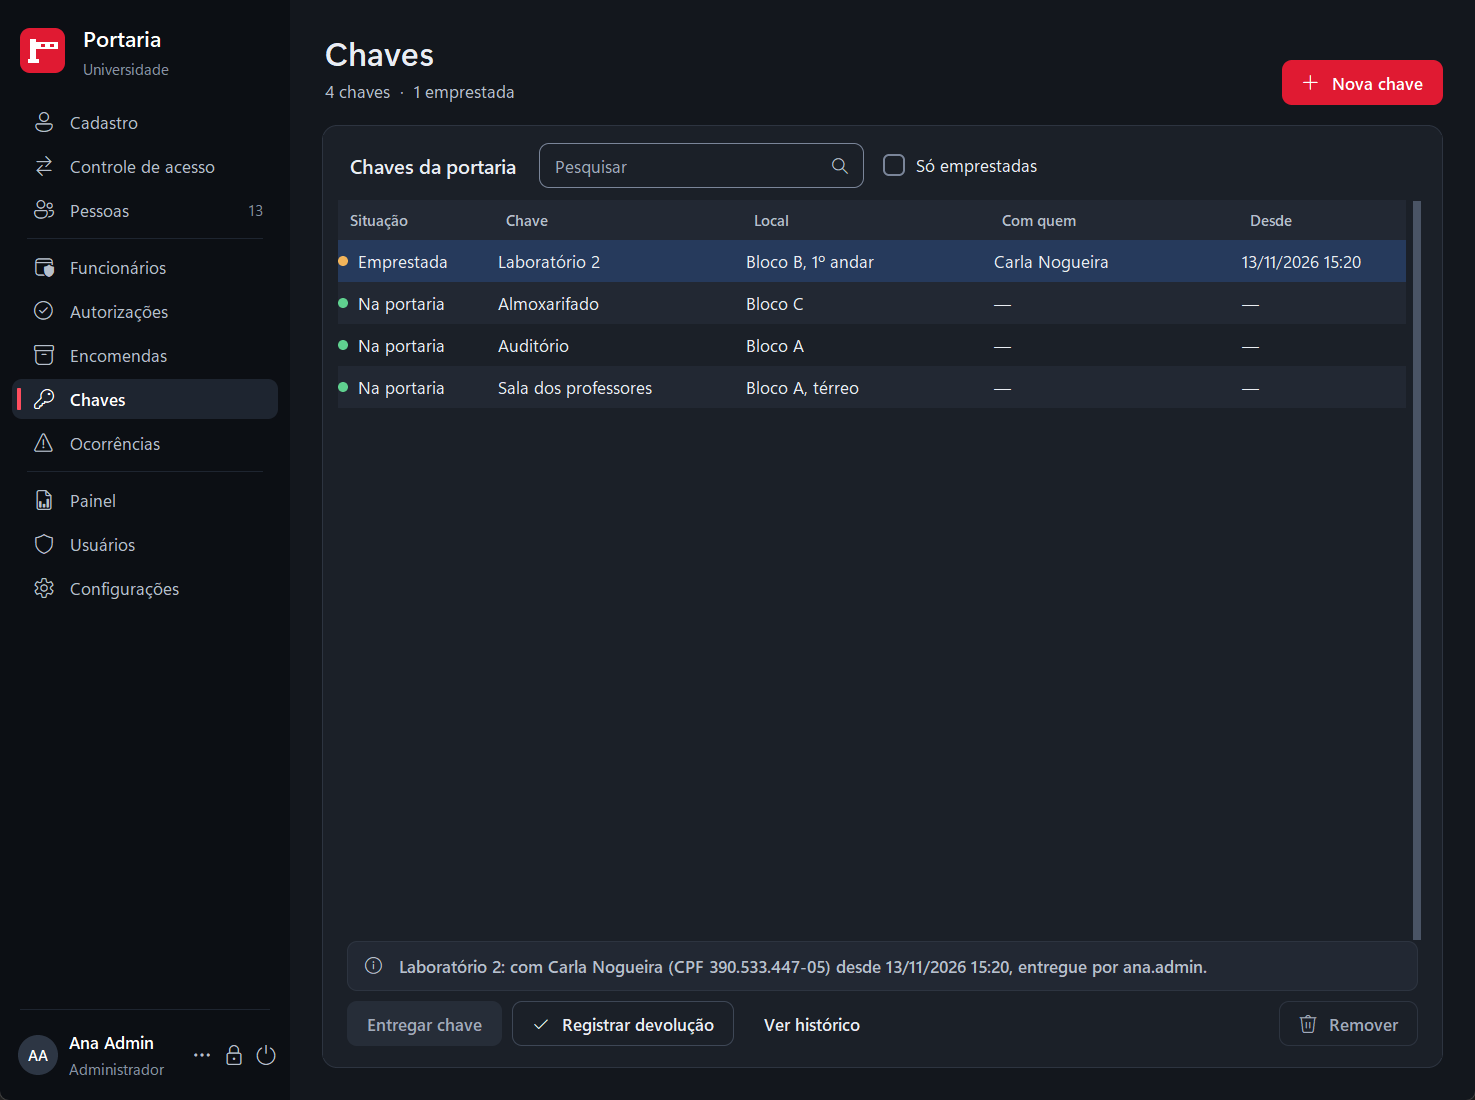 Portaria
Universidade
Cadastro
Controle de acesso
Pessoas 13
Funcionários
Autorizações
Encomendas
Chaves
Ocorrências
Painel
Usuários
Configurações
AA
Ana Admin
Administrador
Chaves
4 chaves · 1 emprestada
Nova chave
Chaves da portaria
Pesquisar
Só emprestadas
Situação Chave Local Com quem Desde
Emprestada Laboratório 2 Bloco B, 1º andar Carla Nogueira 13/11/2026 15:20
Na portaria Almoxarifado Bloco C — —
Na portaria Auditório Bloco A — —
Na portaria Sala dos professores Bloco A, térreo — —
Laboratório 2: com Carla Nogueira (CPF 390.533.447-05) desde 13/11/2026 15:20, entregue por ana.admin.
Entregar chave
Registrar devolução
Ver histórico
Remover